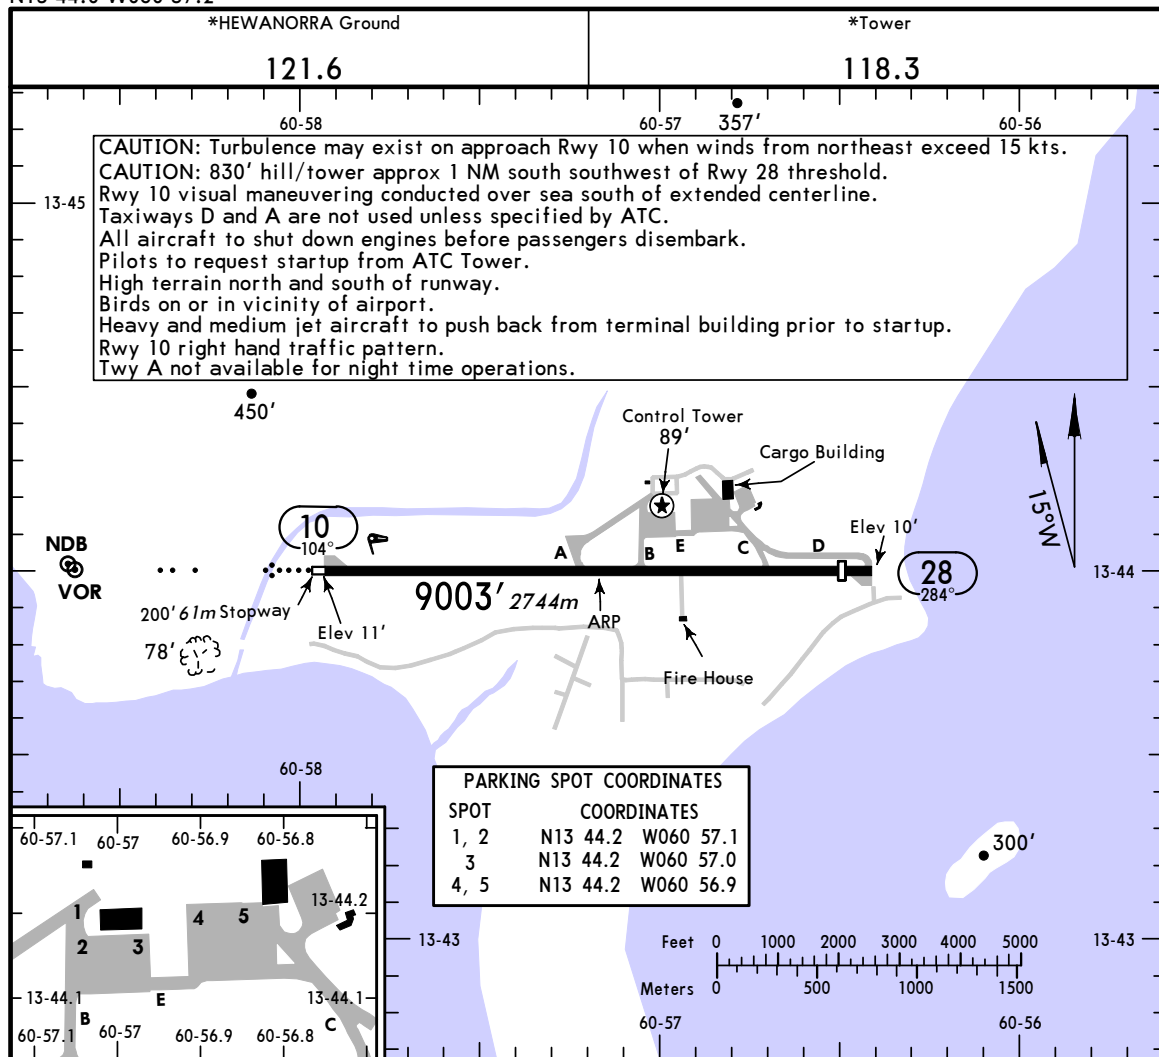 *HEWANORRA Ground
121.6
*Tower
118.3
60-58
60-57
60-56
357'
CAUTION: Turbulence may exist on approach Rwy 10 when winds from northeast exceed 15 kts.
CAUTION: 830' hill/tower approx 1 NM south southwest of Rwy 28 threshold.
Rwy 10 visual maneuvering conducted over sea south of extended centerline.
Taxiways D and A are not used unless specified by ATC.
All aircraft to shut down engines before passengers disembark.
Pilots to request startup from ATC Tower.
High terrain north and south of runway.
Birds on or in vicinity of airport.
Heavy and medium jet aircraft to push back from terminal building prior to startup.
Rwy 10 right hand traffic pattern.
Twy A not available for night time operations.
13-45
450'
Control Tower
89'
Cargo Building
15°W
10
104°
Elev 10'
NDB
VOR
A
B
E
C
D
28
284°
13-44
200' 61m Stopway
Elev 11'
9003' 2744m
ARP
78'
Fire House
60-58
PARKING SPOT COORDINATES
SPOT COORDINATES
1, 2 N13 44.2 W060 57.1
3 N13 44.2 W060 57.0
4, 5 N13 44.2 W060 56.9
300'
60-57.1 60-57 60-56.9 60-56.8
13-44.2
1
2
3
4
5
13-44.1
13-44.1
B
E
C
60-57.1 60-57 60-56.9 60-56.8
13-43
13-43
Feet 0 1000 2000 3000 4000 5000
Meters 0 500 1000 1500
60-57
60-56